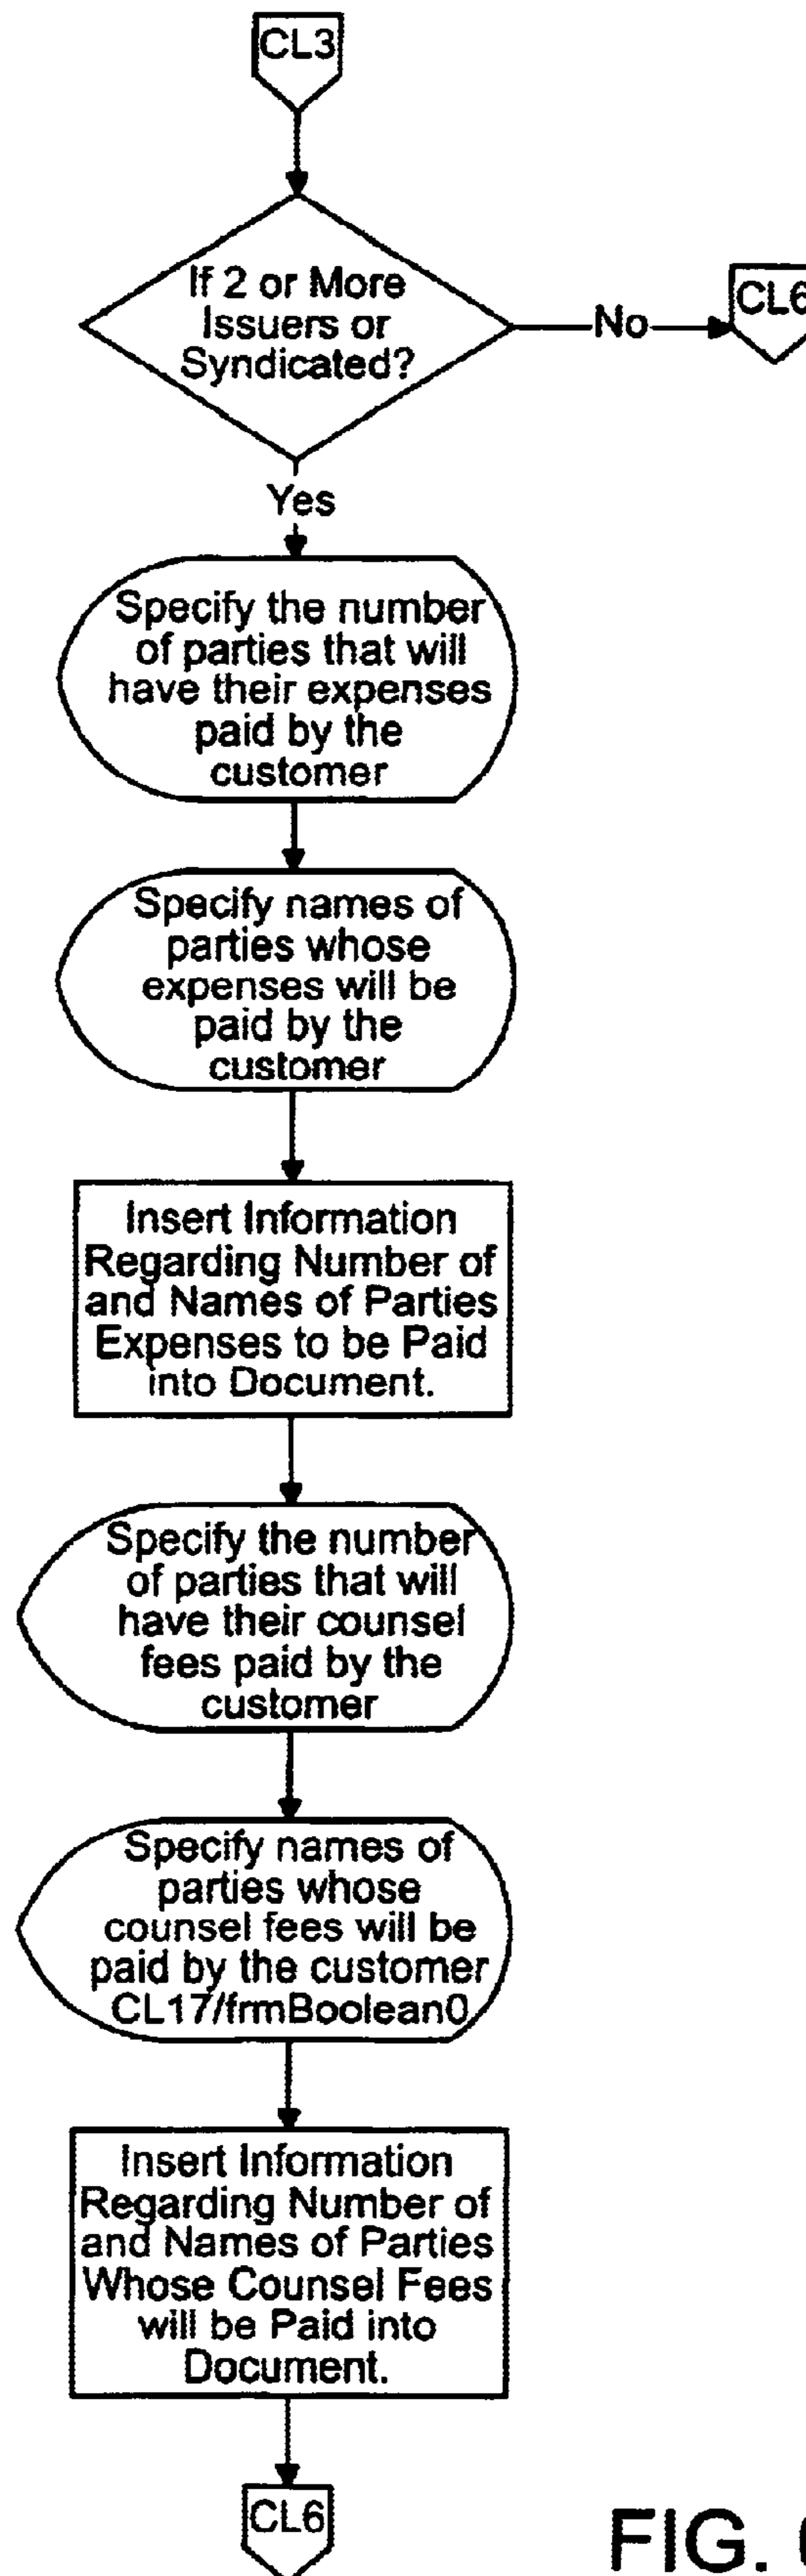 CL3
If 2 or More
Issuers or
Syndicated?
No
CL6
Yes
Specify the number
of parties that will
have their expenses
paid by the
customer
Specify names of
parties whose
expenses will be
paid by the
customer
Insert Information
Regarding Number of
and Names of Parties
Expenses to be Paid
into Document.
Specify the number
of parties that will
have their counsel
fees paid by the
customer
Specify names of
parties whose
counsel fees will be
paid by the customer
CL17/frmBoolean0
Insert Information
Regarding Number of
and Names of Parties
Whose Counsel Fees
will be Paid into
Document.
CL6
FIG.